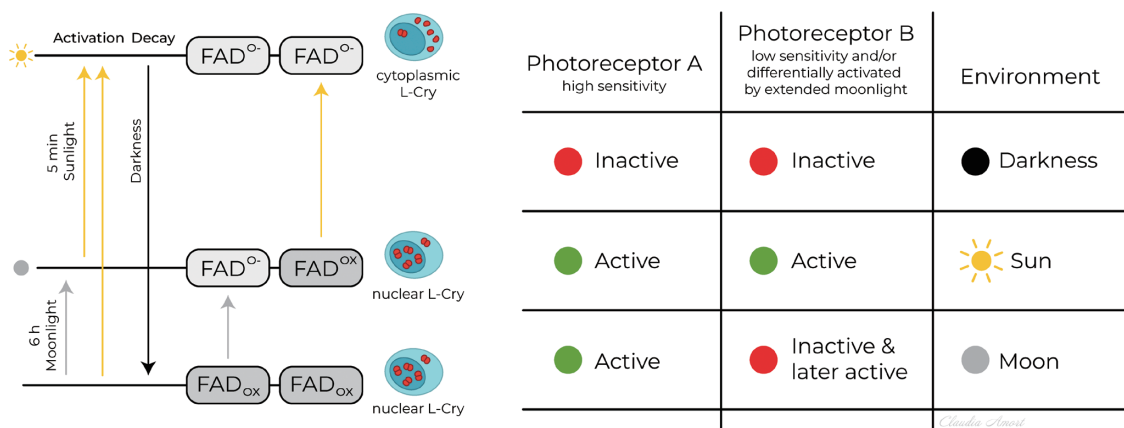 Activation Decay
FAD°⁻ FAD°⁻
cytoplasmic
L-Cry
5 min
Sunlight
Darkness
FAD°⁻ FADᴼˣ
nuclear L-Cry
6 h
Moonlight
FADox FADox
nuclear L-Cry
Photoreceptor A
high sensitivity
Photoreceptor B
low sensitivity and/or
differentially activated
by extended moonlight
Environment
Inactive Inactive Darkness
Active Active Sun
Active Inactive &
later active Moon
Claudia Amort